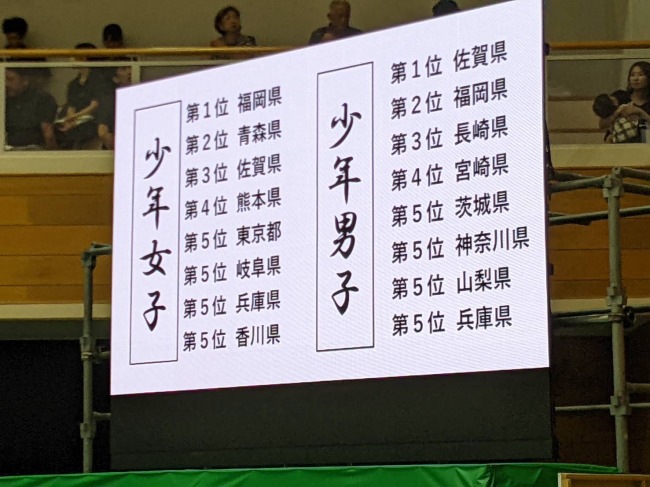 少年女子
第1位 福岡県
第2位 青森県
第3位 佐賀県
第4位 熊本県
第5位 東京都
第5位 岐阜県
第5位 兵庫県
第5位 香川県
少年男子
第1位 佐賀県
第2位 福岡県
第3位 長崎県
第4位 宮崎県
第5位 茨城県
第5位 神奈川県
第5位 山梨県
第5位 兵庫県